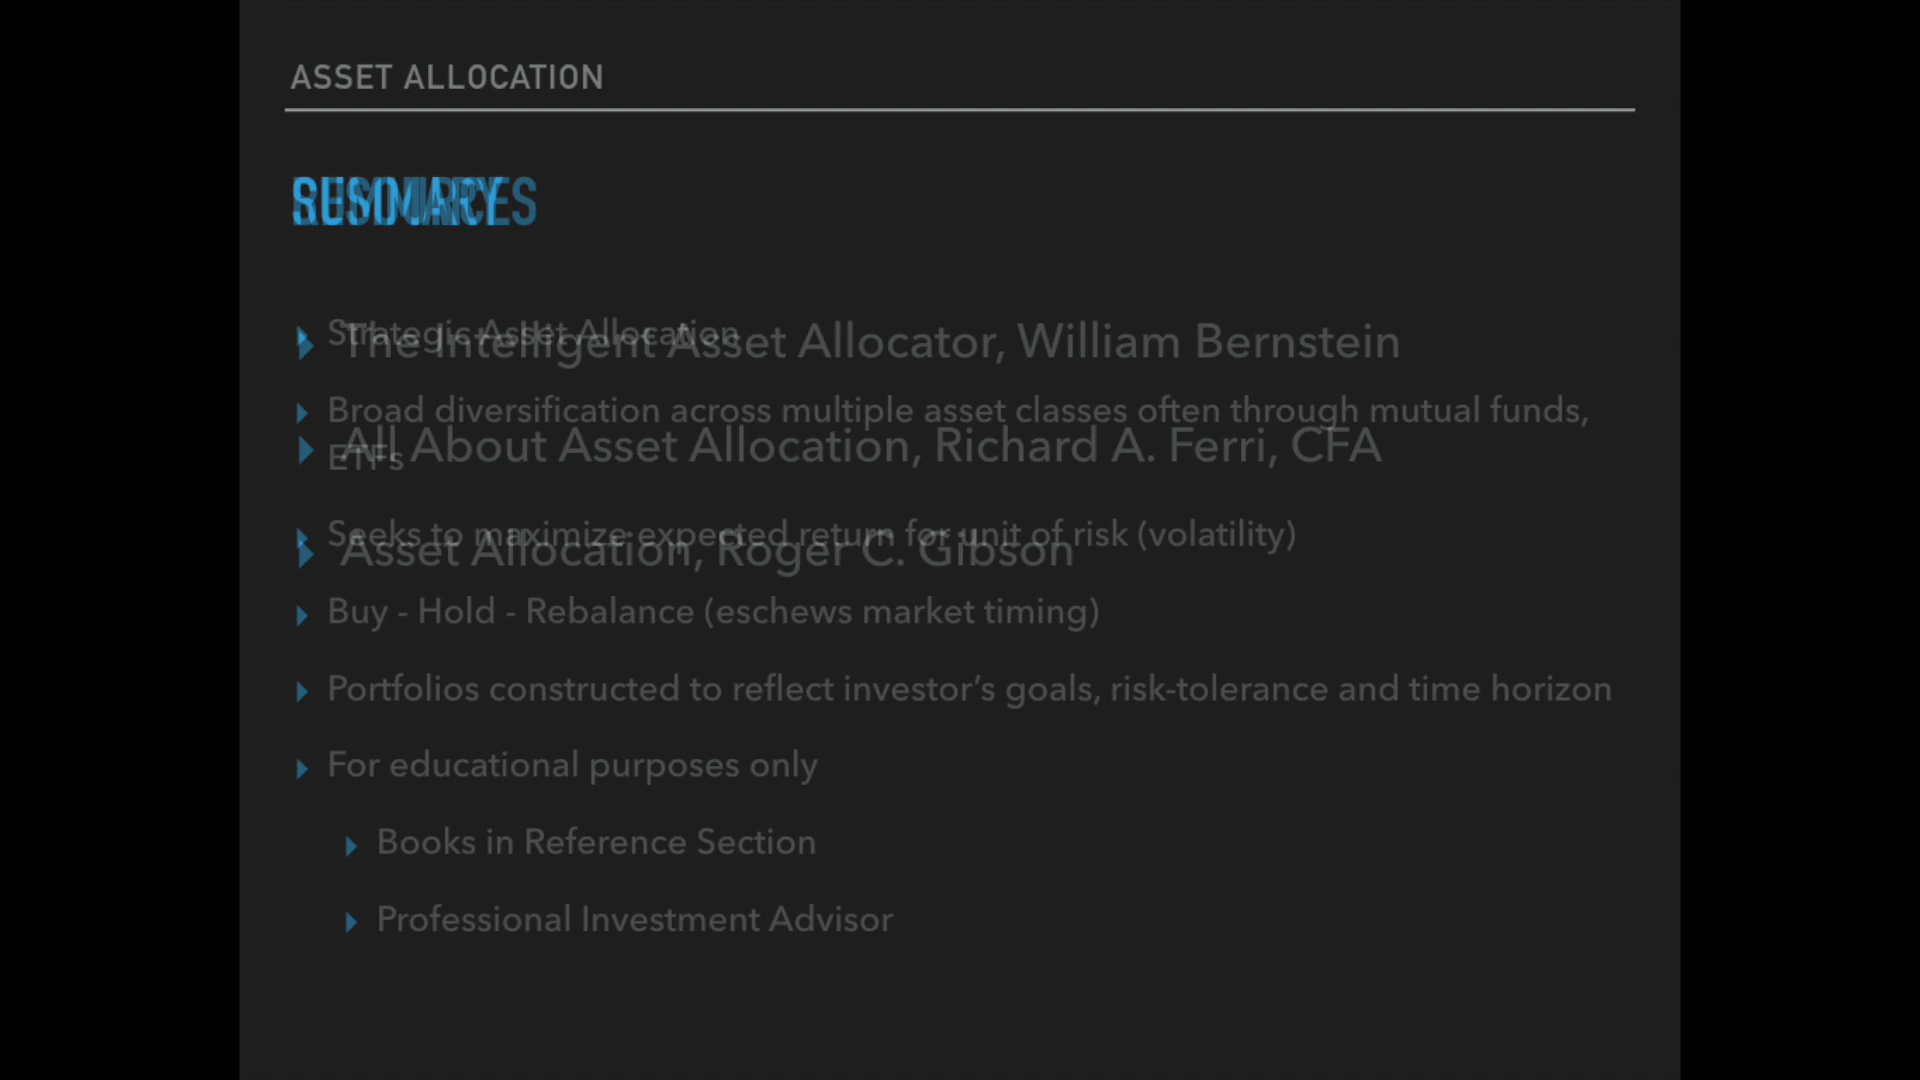 ASSET ALLOCATION
SUMMARY
RESOURCES
Strategic Asset Allocation
The Intelligent Asset Allocator, William Bernstein
Broad diversification across multiple asset classes often through mutual funds,
ETFs
All About Asset Allocation, Richard A. Ferri, CFA
Seeks to maximize expected return for unit of risk (volatility)
Asset Allocation, Roger C. Gibson
Buy - Hold - Rebalance (eschews market timing)
Portfolios constructed to reflect investor’s goals, risk-tolerance and time horizon
For educational purposes only
Books in Reference Section
Professional Investment Advisor